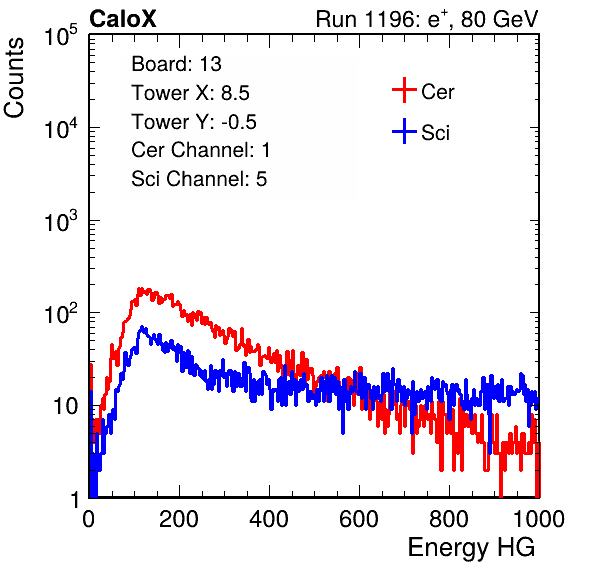 CaloX Run 1196: e⁺, 80 GeV
Counts
10⁵
10⁴
10³
10²
10
1
Board: 13
Tower X: 8.5
Tower Y: -0.5
Cer Channel: 1
Sci Channel: 5
Cer
Sci
0 200 400 600 800 1000
Energy HG